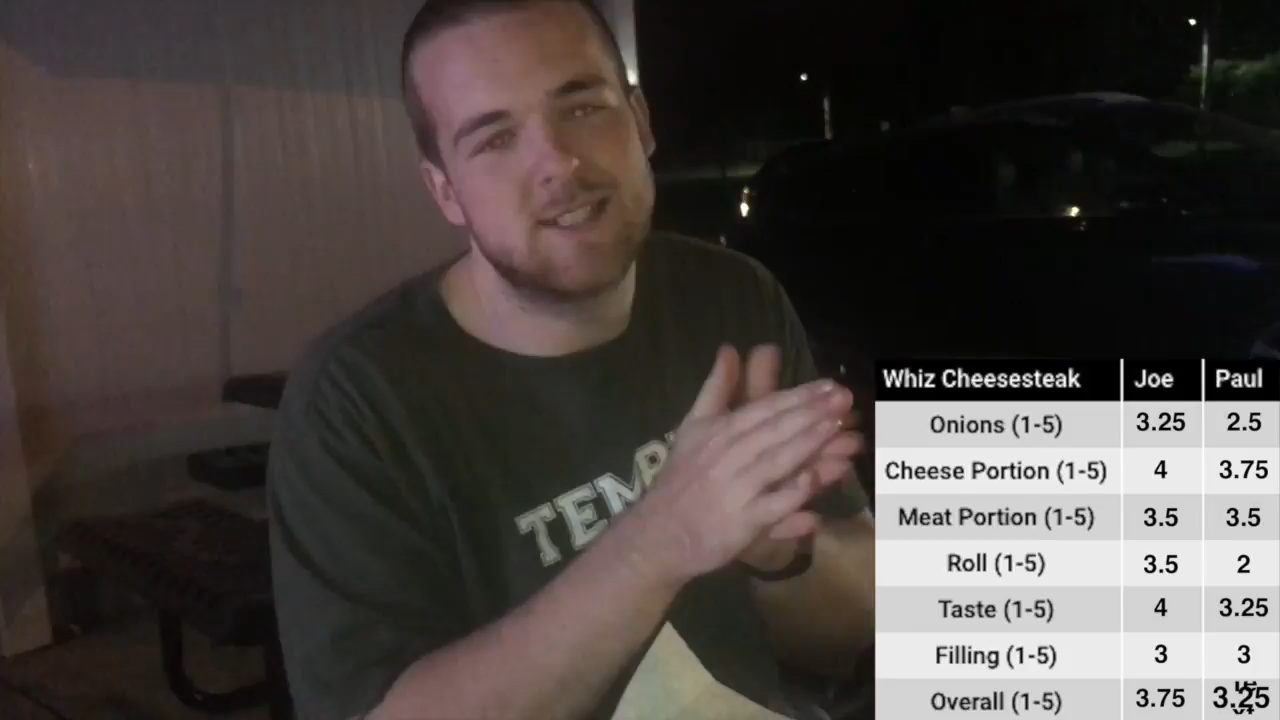 TEMP
Whiz Cheesesteak Joe Paul
Onions (1-5) 3.25 2.5
Cheese Portion (1-5) 4 3.75
Meat Portion (1-5) 3.5 3.5
Roll (1-5) 3.5 2
Taste (1-5) 4 3.25
Filling (1-5) 3 3
Overall (1-5) 3.75 3.25